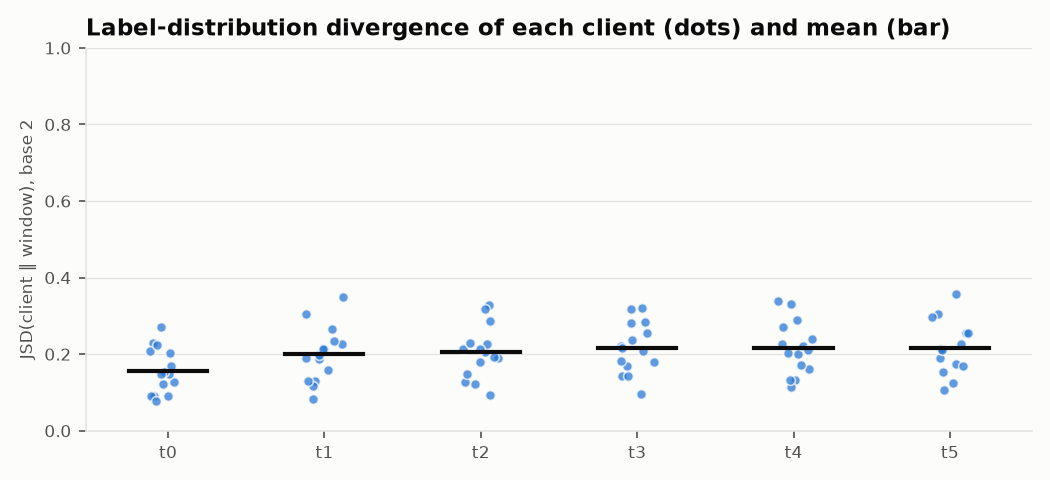 Label-distribution divergence of each client (dots) and mean (bar)
JSD(client ∥ window), base 2
1.0
0.8
0.6
0.4
0.2
0.0
t0 t1 t2 t3 t4 t5